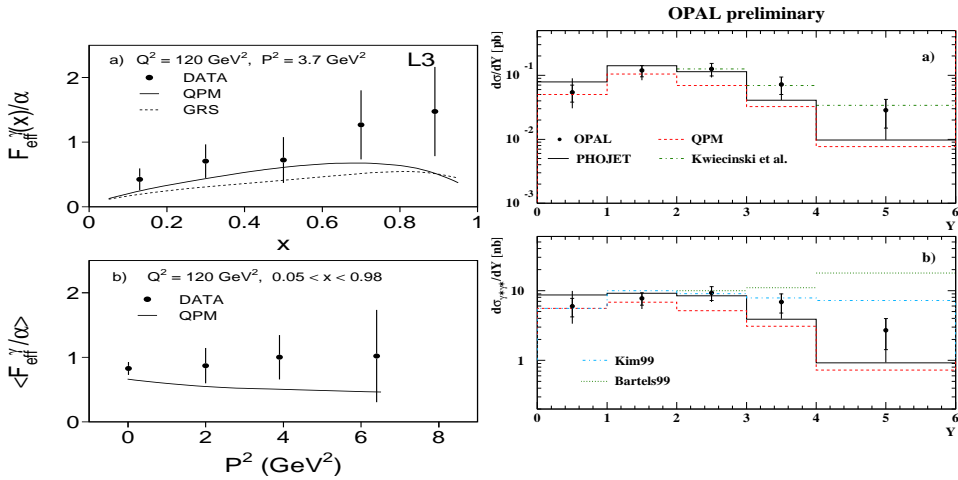 a) Q² = 120 GeV², P² = 3.7 GeV²
L3
DATA
QPM
GRS
F_eff^γ(x)/α
2
1
0
0 0.2 0.4 0.6 0.8 1
x
b) Q² = 120 GeV², 0.05 < x < 0.98
DATA
QPM
<F_eff^γ/α>
2
1
0
0 2 4 6 8
P² (GeV²)
OPAL preliminary
dσ/dY [pb]
a)
10⁻¹
10⁻²
10⁻³
OPAL
PHOJET
QPM
Kwiecinski et al.
0 1 2 3 4 5 6
Y
dσ_γ*γ*/dY [nb]
b)
10
1
Kim99
Bartels99
0 1 2 3 4 5 6
Y